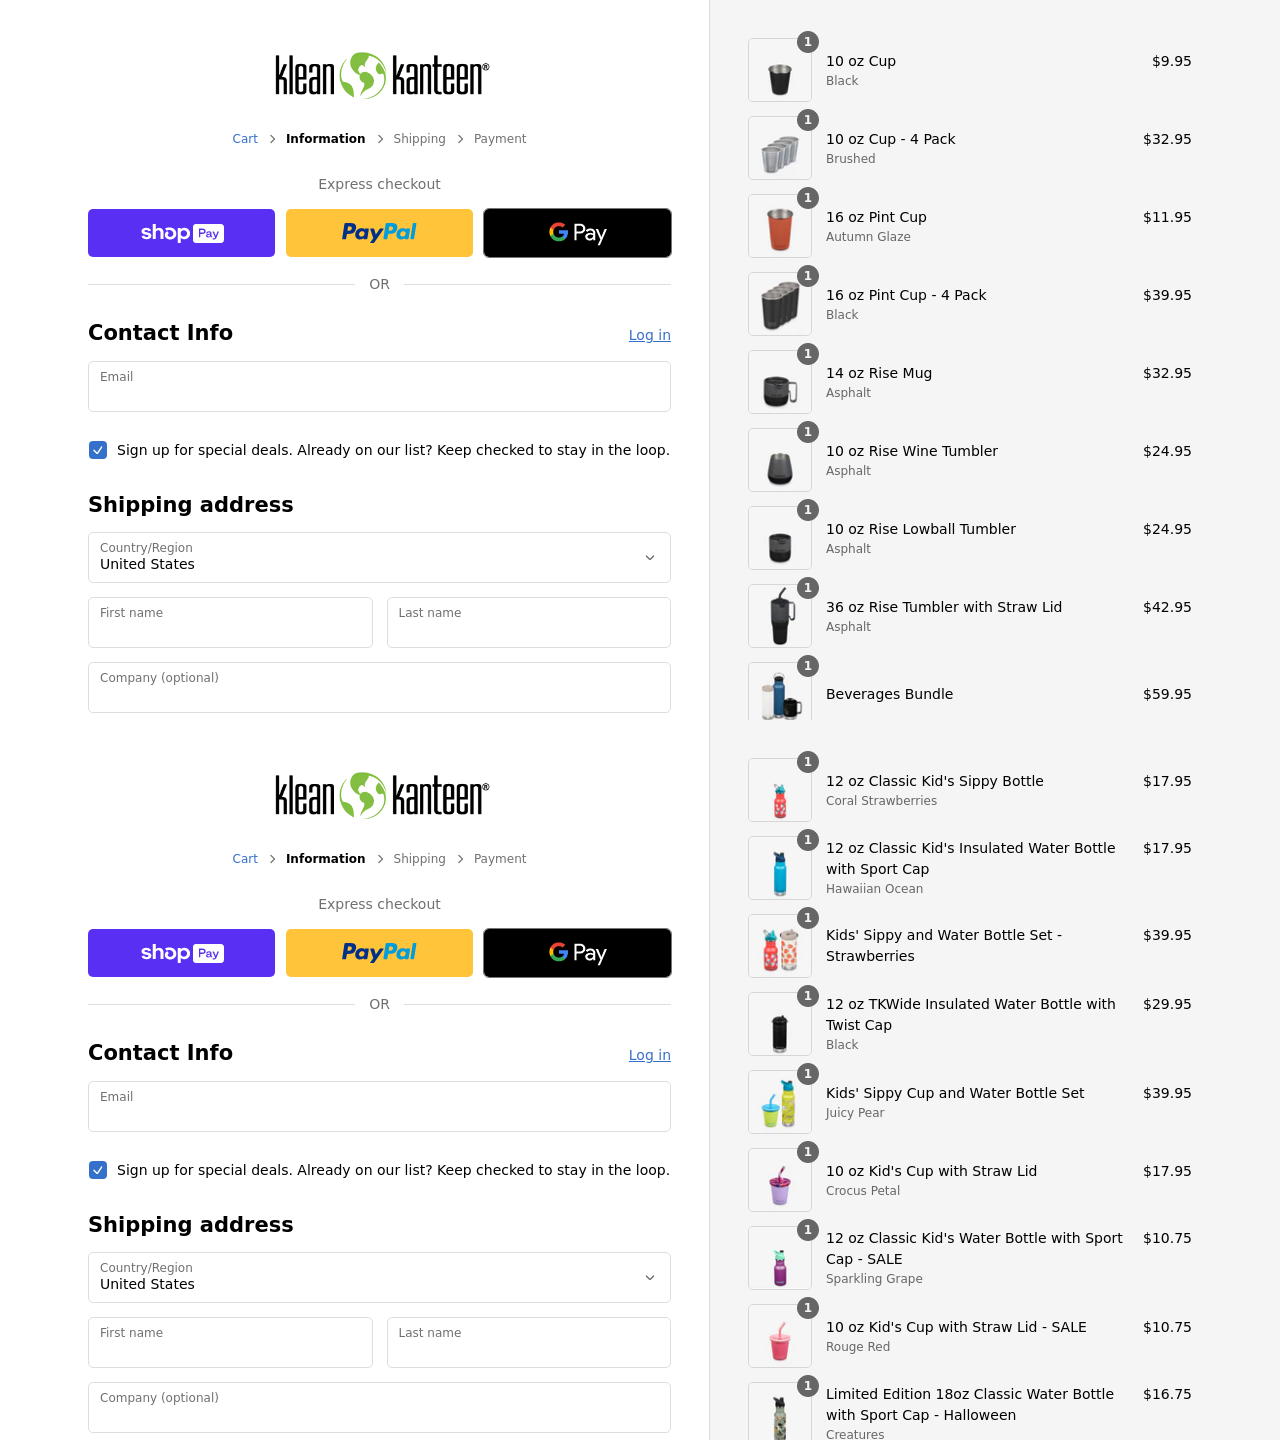 klean kanteen®
Cart > Information > Shipping > Payment
Express checkout
shop Pay
PayPal
G Pay
OR
Contact Info
Log in
Email
Sign up for special deals. Already on our list? Keep checked to stay in the loop.
Shipping address
Country/Region
United States
First name
Last name
Company (optional)
1
10 oz Cup
$9.95
Black
1
10 oz Cup - 4 Pack
$32.95
Brushed
1
16 oz Pint Cup
$11.95
Autumn Glaze
1
16 oz Pint Cup - 4 Pack
$39.95
Black
1
14 oz Rise Mug
$32.95
Asphalt
1
10 oz Rise Wine Tumbler
$24.95
Asphalt
1
10 oz Rise Lowball Tumbler
$24.95
Asphalt
1
36 oz Rise Tumbler with Straw Lid
$42.95
Asphalt
1
Beverages Bundle
$59.95
klean kanteen®
Cart > Information > Shipping > Payment
Express checkout
shop Pay
PayPal
G Pay
OR
Contact Info
Log in
Email
Sign up for special deals. Already on our list? Keep checked to stay in the loop.
Shipping address
Country/Region
United States
First name
Last name
Company (optional)
1
12 oz Classic Kid's Sippy Bottle
$17.95
Coral Strawberries
1
12 oz Classic Kid's Insulated Water Bottle
$17.95
with Sport Cap
Hawaiian Ocean
1
Kids' Sippy and Water Bottle Set -
$39.95
Strawberries
1
12 oz TKWide Insulated Water Bottle with
$29.95
Twist Cap
Black
1
Kids' Sippy Cup and Water Bottle Set
$39.95
Juicy Pear
1
10 oz Kid's Cup with Straw Lid
$17.95
Crocus Petal
1
12 oz Classic Kid's Water Bottle with Sport
$10.75
Cap - SALE
Sparkling Grape
1
10 oz Kid's Cup with Straw Lid - SALE
$10.75
Rouge Red
1
Limited Edition 18oz Classic Water Bottle
$16.75
with Sport Cap - Halloween
Creatures